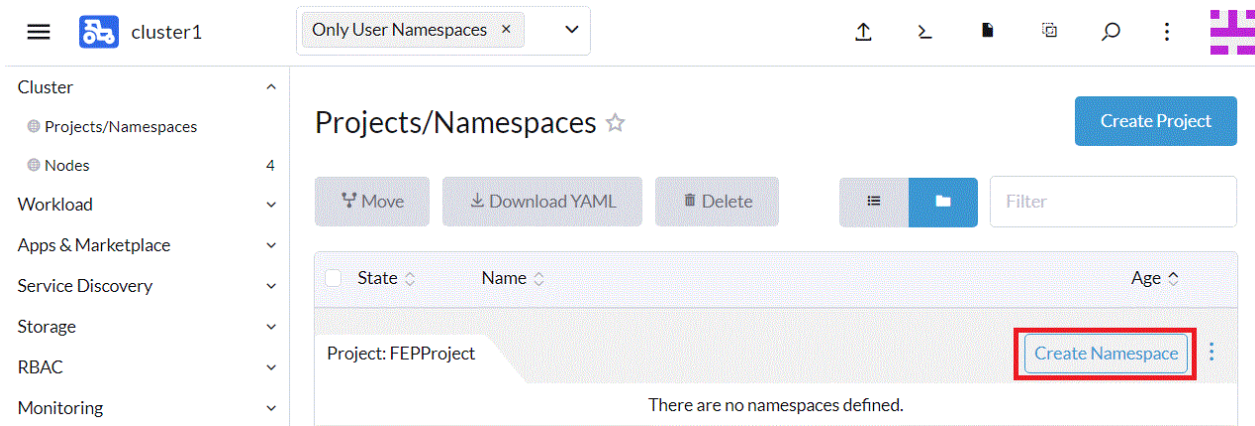 cluster1
Only User Namespaces ×
Cluster
Projects/Namespaces
Nodes 4
Workload
Apps & Marketplace
Service Discovery
Storage
RBAC
Monitoring
Projects/Namespaces
Create Project
Move
Download YAML
Delete
Filter
State
Name
Age
Project: FEPProject
Create Namespace
There are no namespaces defined.